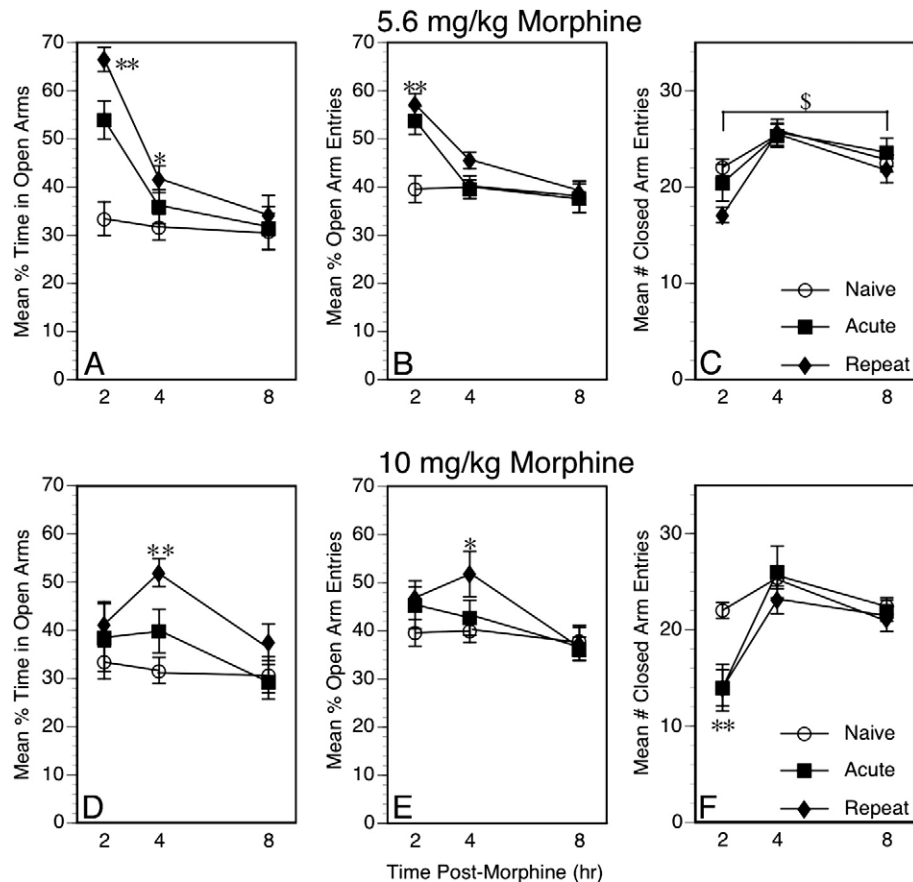 5.6 mg/kg Morphine
Mean % Time in Open Arms
70
60
50
40
30
20
10
0
**
*
A
2 4 8
Mean % Open Arm Entries
70
60
50
40
30
20
10
0
**
B
2 4 8
Mean # Closed Arm Entries
30
20
10
0
$
Naive
Acute
Repeat
C
2 4 8
10 mg/kg Morphine
Mean % Time in Open Arms
70
60
50
40
30
20
10
0
**
D
2 4 8
Mean % Open Arm Entries
70
60
50
40
30
20
10
0
*
E
2 4 8
Mean # Closed Arm Entries
30
20
10
0
**
Naive
Acute
Repeat
F
2 4 8
Time Post-Morphine (hr)